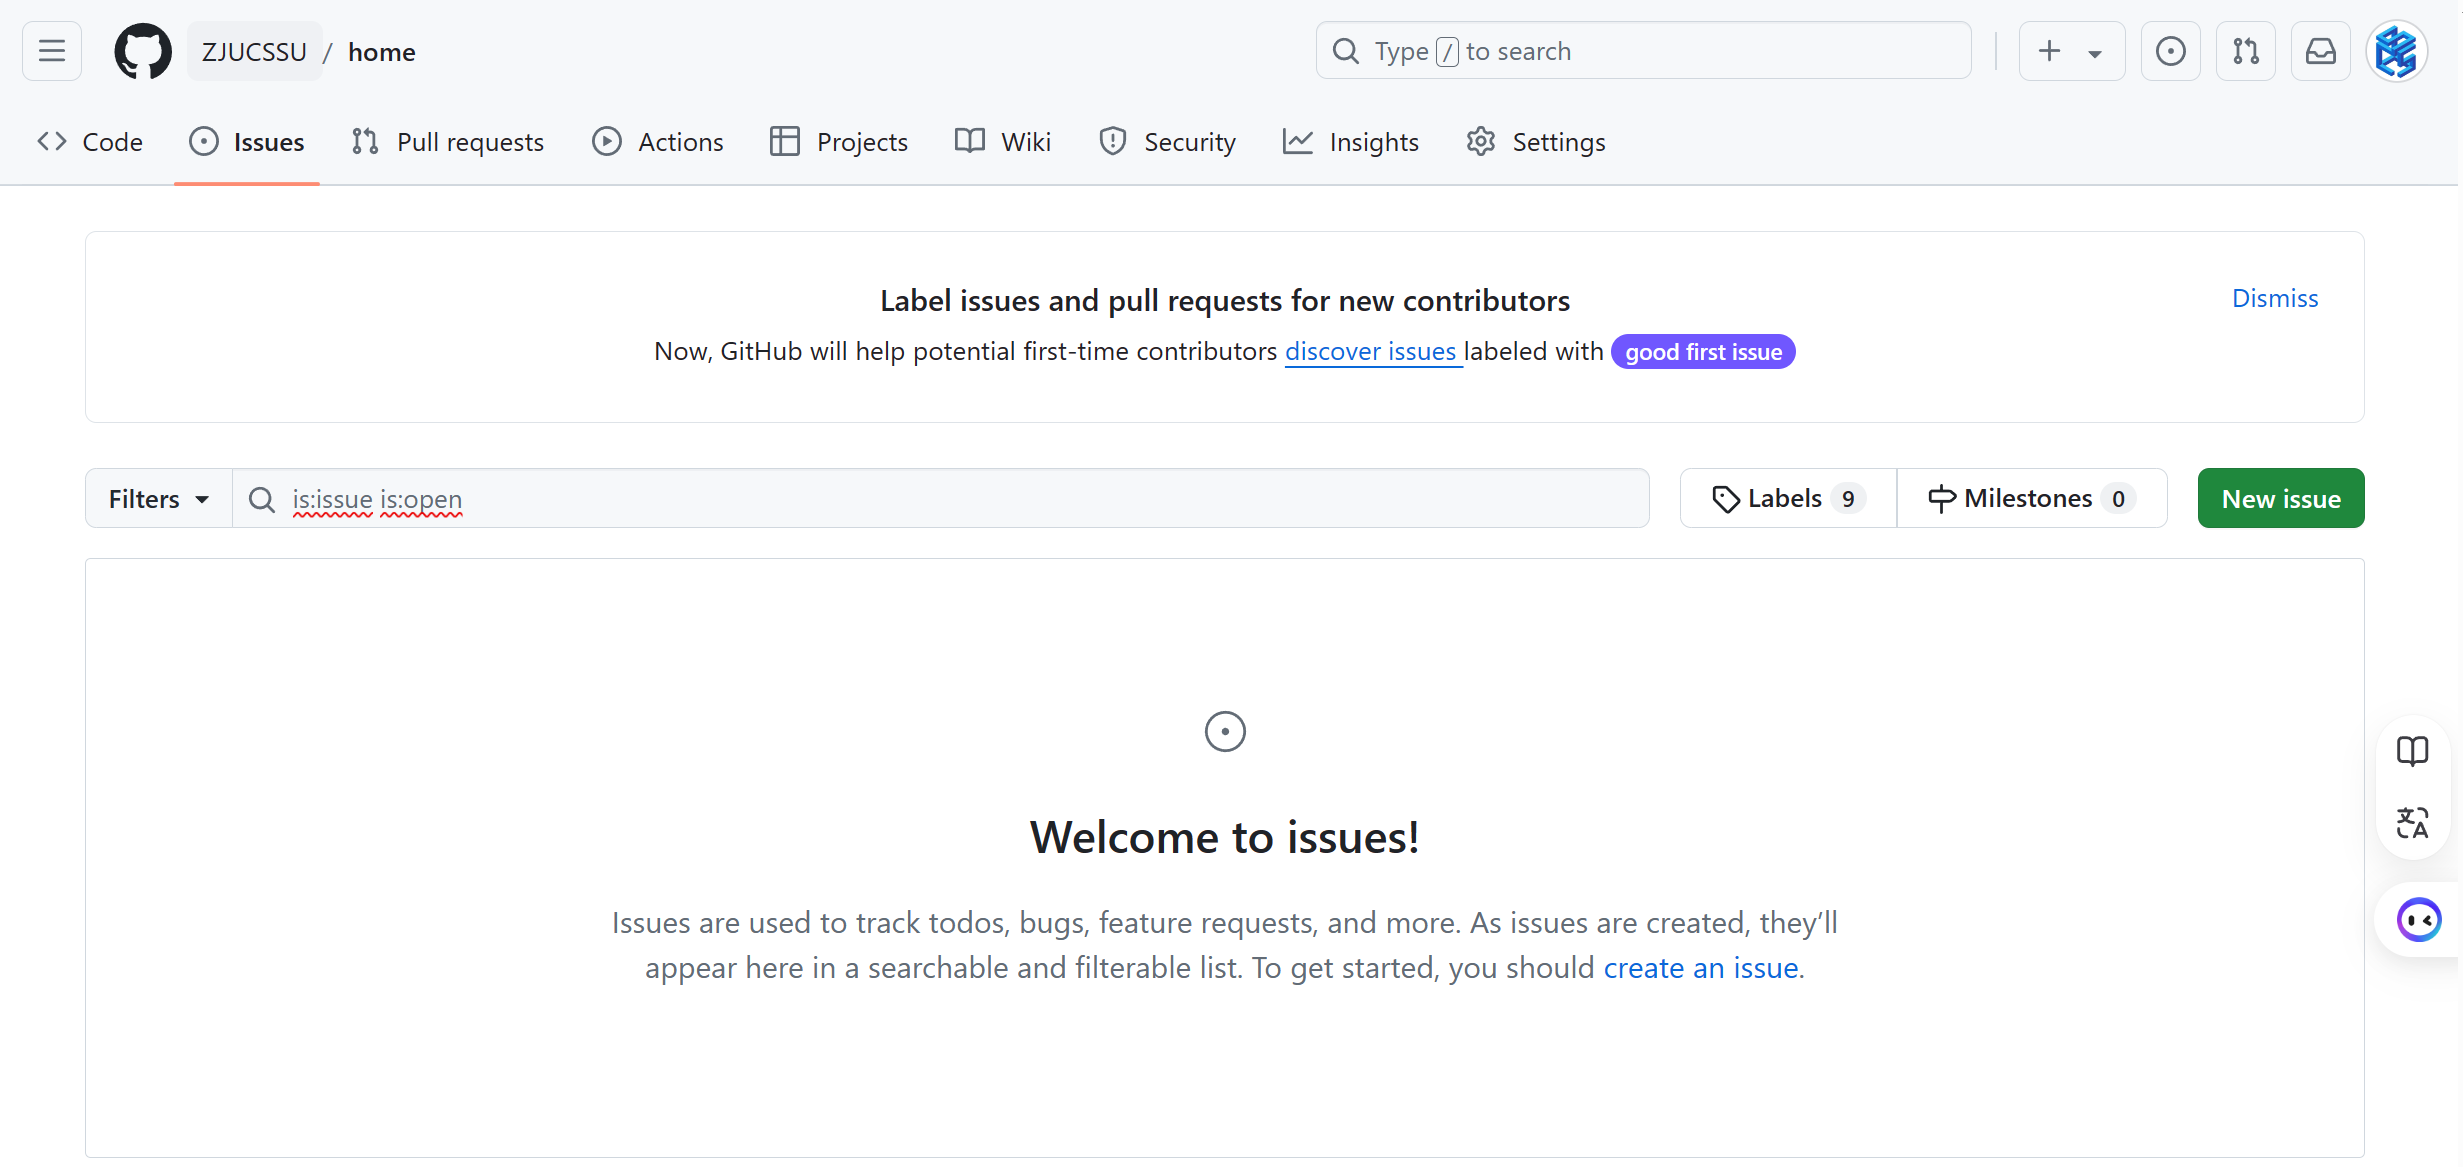 ZJUCSSU / home
Type / to search
Code Issues Pull requests Actions Projects Wiki Security Insights Settings
Label issues and pull requests for new contributors
Dismiss
Now, GitHub will help potential first-time contributors discover issues labeled with good first issue
Filters is:issue is:open Labels 9 Milestones 0 New issue
Welcome to issues!
Issues are used to track todos, bugs, feature requests, and more. As issues are created, they’ll
appear here in a searchable and filterable list. To get started, you should create an issue.
文A